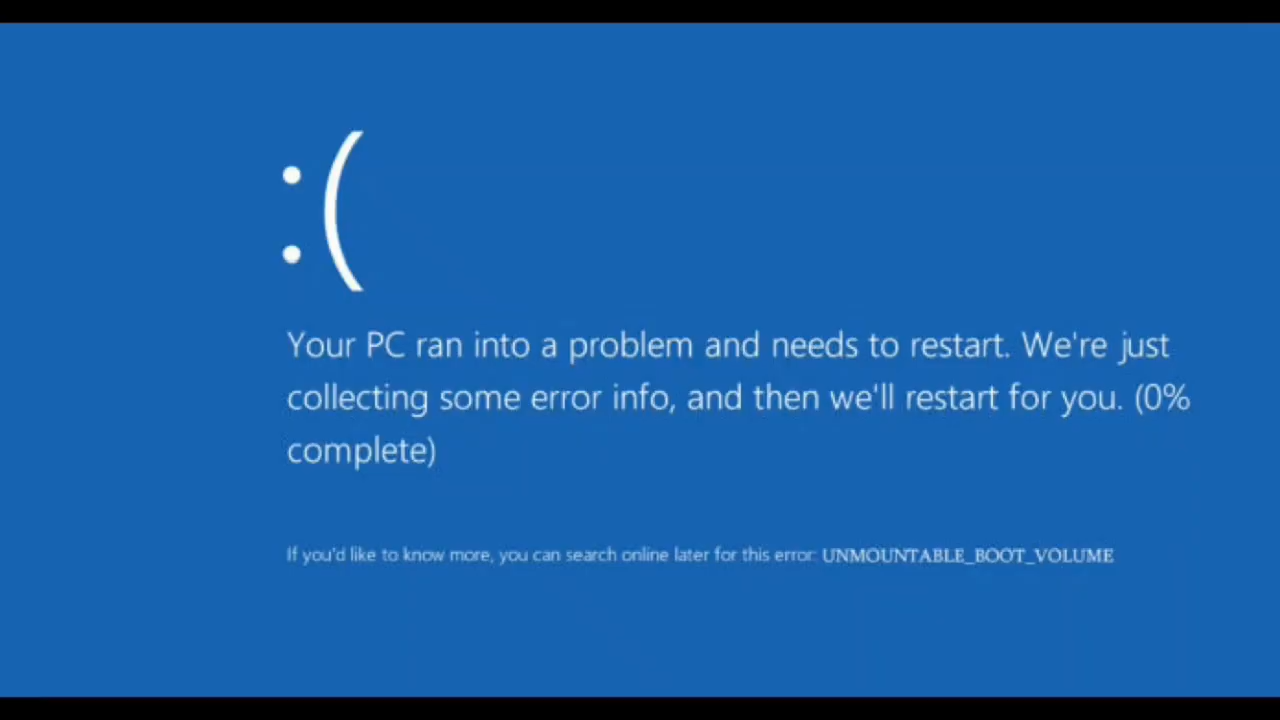 :(
Your PC ran into a problem and needs to restart. We're just
collecting some error info, and then we'll restart for you. (0%
complete)
If you'd like to know more, you can search online later for this error: UNMOUNTABLE_BOOT_VOLUME